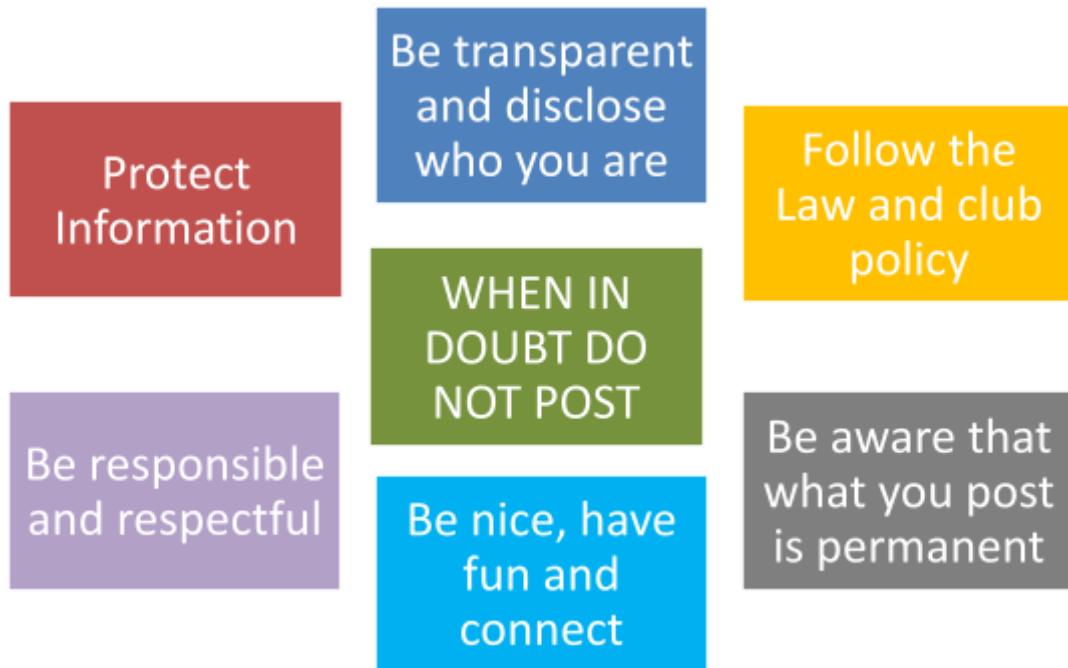 Be transparent
and disclose
who you are
Protect
Information
Follow the
Law and club
policy
WHEN IN
DOUBT DO
NOT POST
Be responsible
and respectful
Be nice, have
fun and
connect
Be aware that
what you post
is permanent